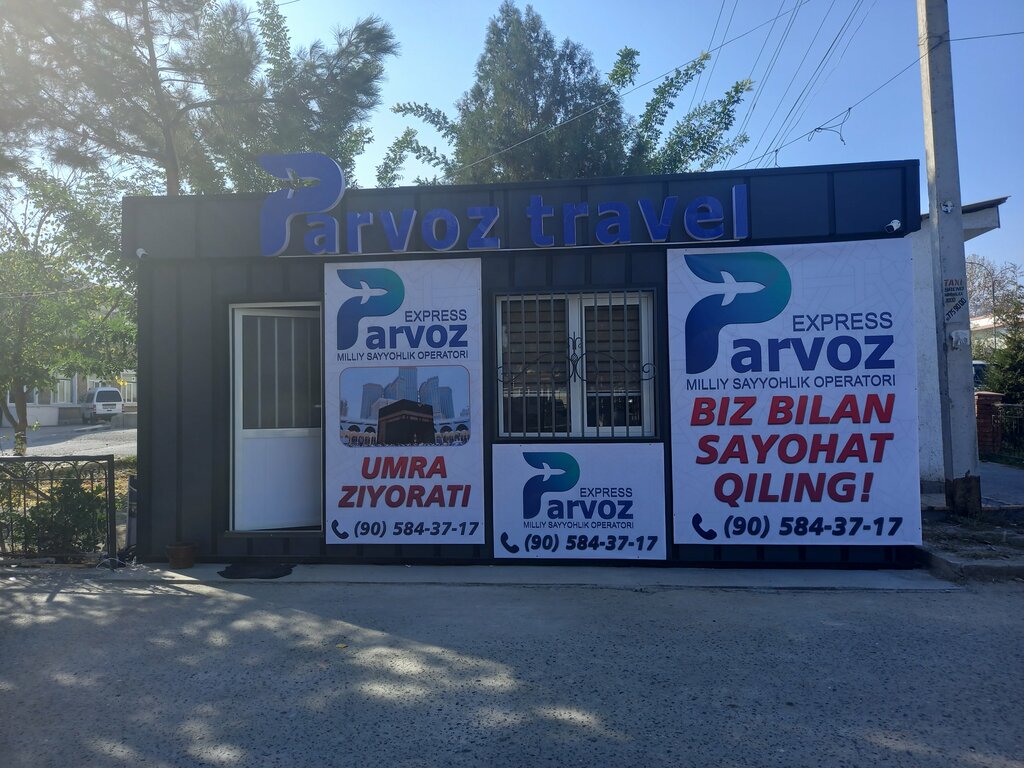 Parvoz travel
EXPRESS
Parvoz
MILLIY SAYYOHLIK OPERATORI
UMRA
ZIYORATI
(90) 584-37-17
EXPRESS
Parvoz
MILLIY SAYYOHLIK OPERATORI
(90) 584-37-17
EXPRESS
Parvoz
MILLIY SAYYOHLIK OPERATORI
BIZ BILAN
SAYOHAT
QILING!
(90) 584-37-17